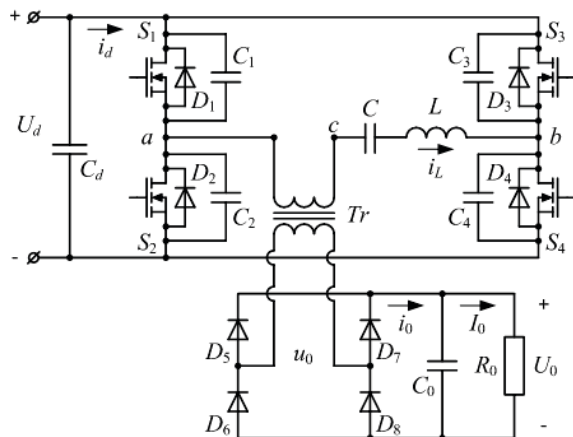 +
i_d
S_1
C_1
D_1
S_3
C_3
D_3
U_d
C_d
a
c
C
L
b
i_L
D_2
C_2
D_4
C_4
Tr
-
S_2
S_4
i_0
I_0
+
D_5
u_0
D_7
C_0
R_0
U_0
D_6
D_8
-